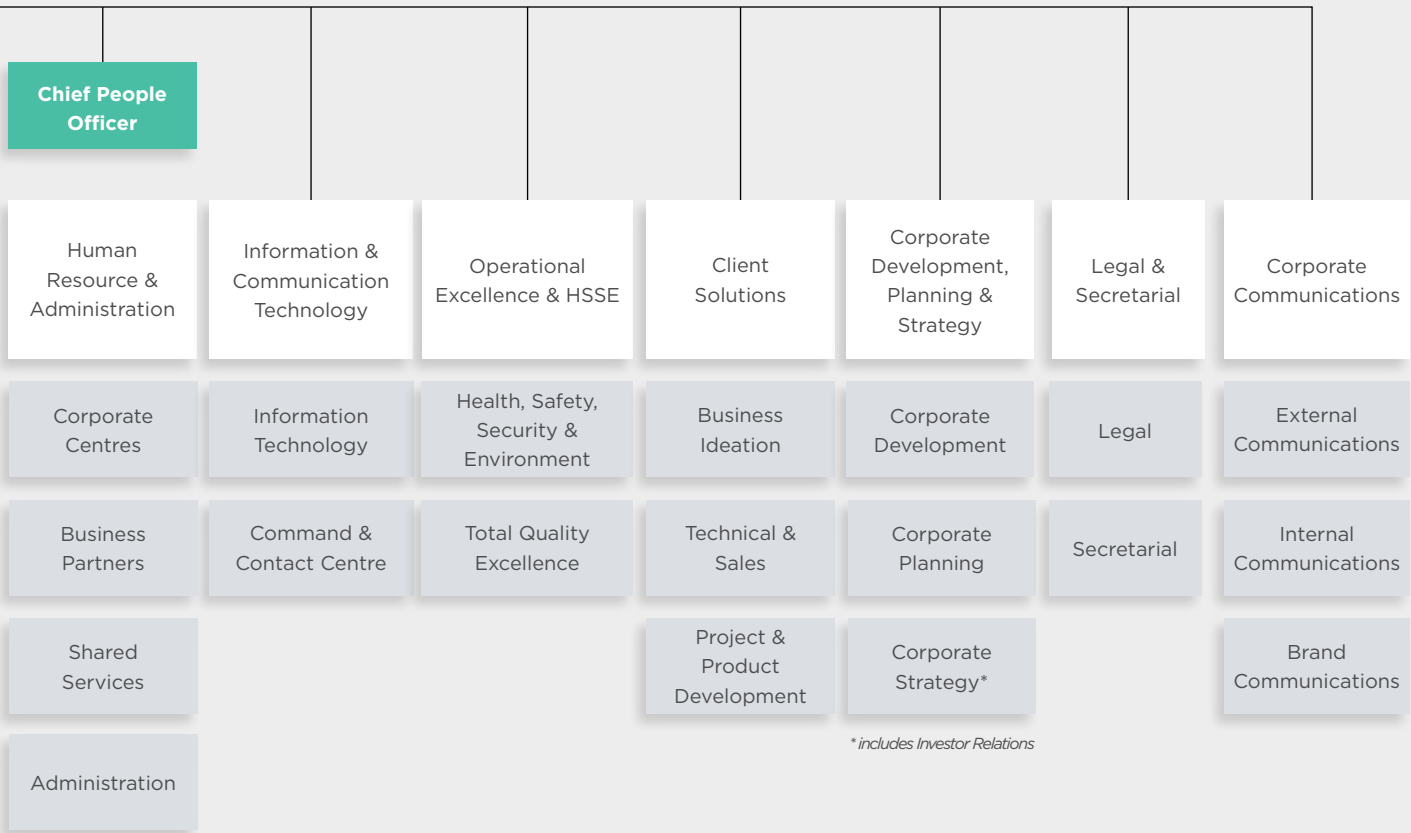 Chief People
Officer
Human
Resource &
Administration
Information &
Communication
Technology
Operational
Excellence & HSSE
Client
Solutions
Corporate
Development,
Planning &
Strategy
Legal &
Secretarial
Corporate
Communications
Corporate
Centres
Information
Technology
Health, Safety,
Security &
Environment
Business
Ideation
Corporate
Development
Legal
External
Communications
Business
Partners
Command &
Contact Centre
Total Quality
Excellence
Technical &
Sales
Corporate
Planning
Secretarial
Internal
Communications
Shared
Services
Project &
Product
Development
Corporate
Strategy*
Brand
Communications
* includes Investor Relations
Administration